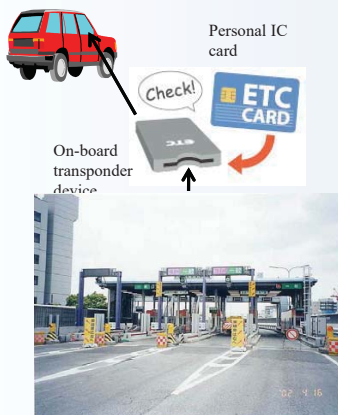 Personal IC
card
Check!
ETC
CARD
ETC
On-board
transponder
device
'02 4 16